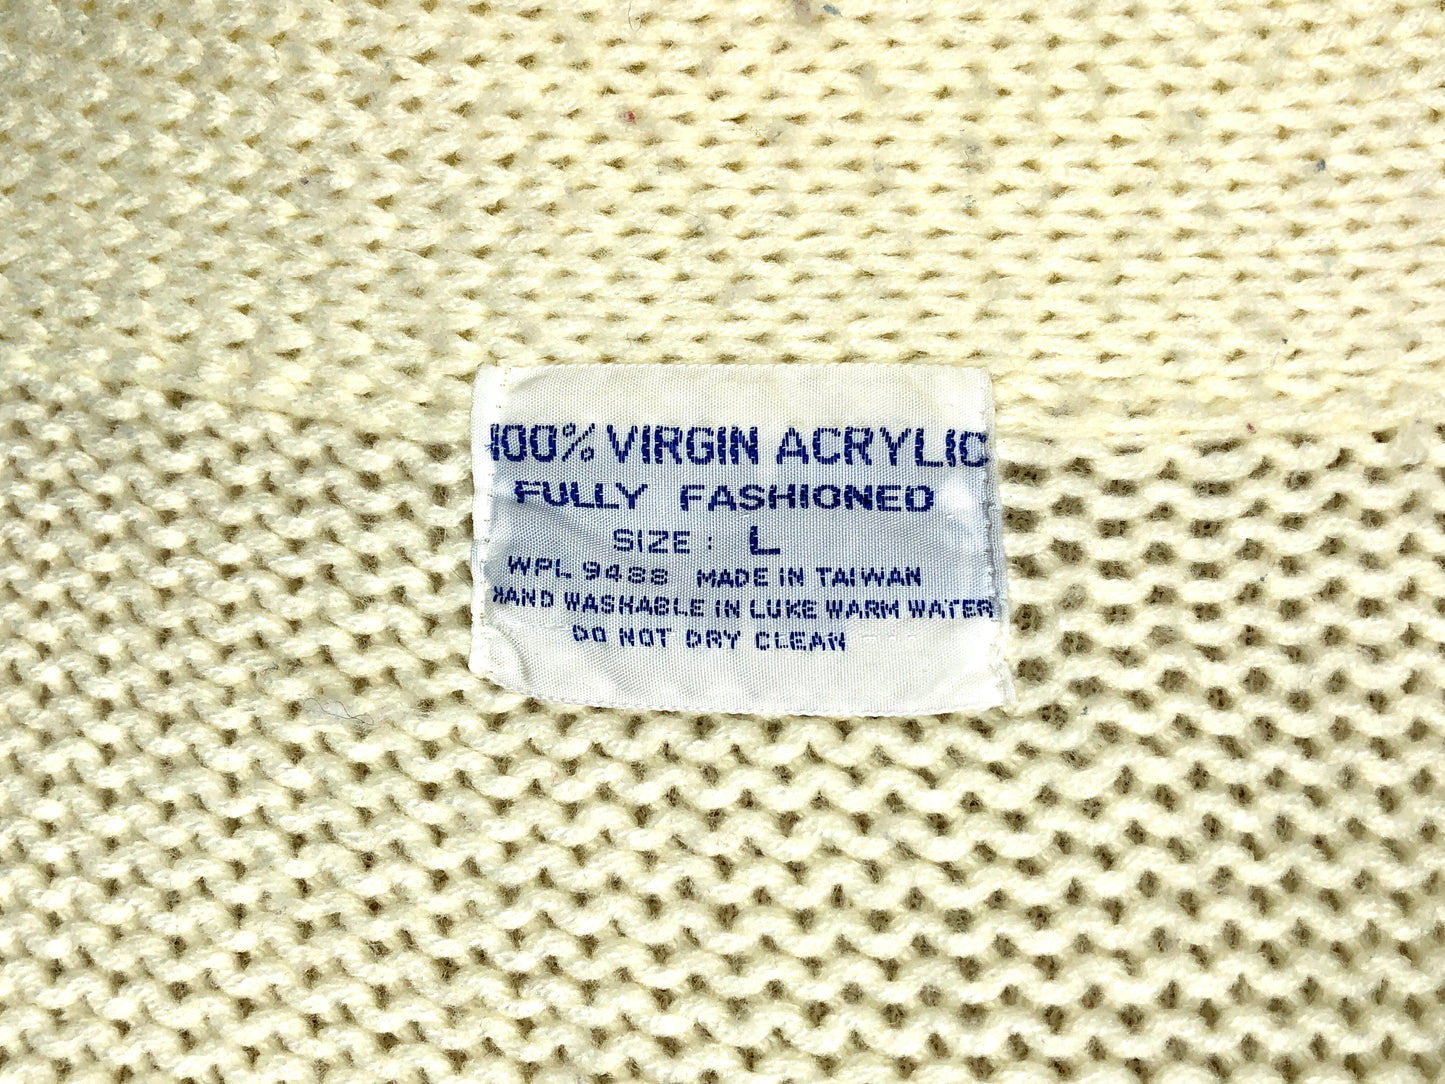 100% VIRGIN ACRYLIC
FULLY FASHIONED
SIZE : L
WPL 9488 MADE IN TAIWAN
HAND WASHABLE IN LUKE WARM WATER
DO NOT DRY CLEAN